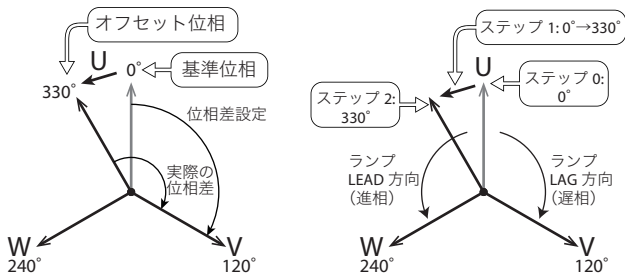 オフセット位相
U
0°
基準位相
330°
位相差設定
実際の
位相差
W
240°
V
120°
ステップ 1: 0°→330°
U
ステップ 0:
0°
ステップ 2:
330°
ランプ
LEAD 方向
（進相）
ランプ
LAG 方向
（遅相）
W
240°
V
120°